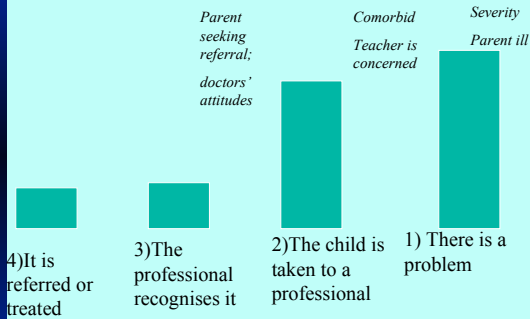 Parent
seeking
referral;
doctors'
attitudes
Comorbid
Teacher is
concerned
Severity
Parent ill
4)It is
referred or
treated
3)The
professional
recognises it
2)The child is
taken to a
professional
1) There is a
problem